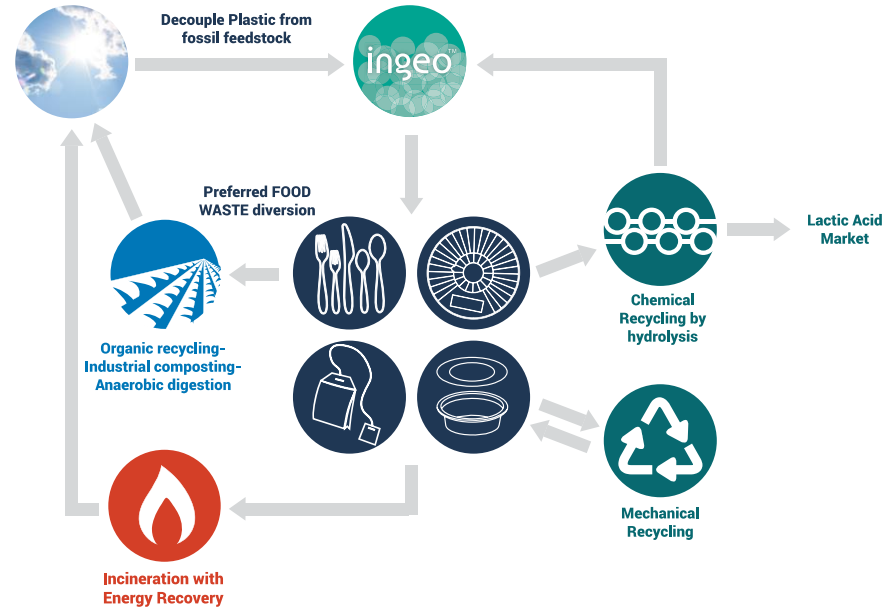 Decouple Plastic from
fossil feedstock
ingeo™
Preferred FOOD
WASTE diversion
Lactic Acid
Market
Chemical
Recycling by
hydrolysis
Organic recycling-
Industrial composting-
Anaerobic digestion
Mechanical
Recycling
Incineration with
Energy Recovery